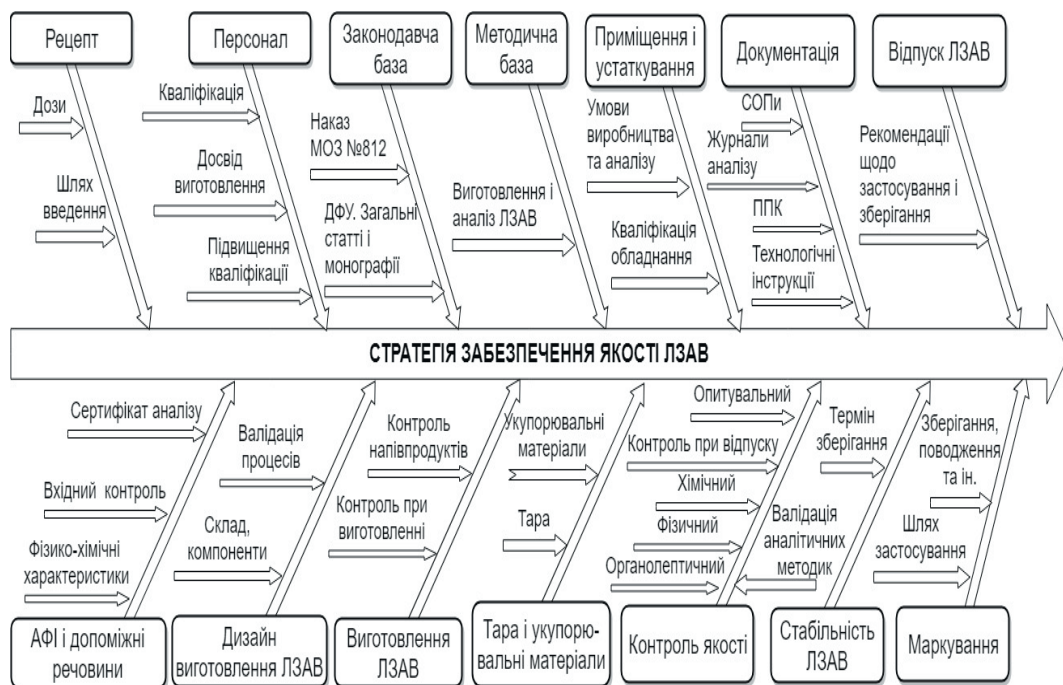 Рецепт
Персонал
Законодавча
база
Методична
база
Приміщення і
устаткування
Документація
Відпуск ЛЗАВ
Дози
Шлях
введення
Кваліфікація
Досвід
виготовлення
Підвищення
кваліфікації
Наказ
МОЗ №812
ДФУ. Загальні
статті і
монографії
Виготовлення і
аналіз ЛЗАВ
Умови
виробництва
та аналізу
Кваліфікація
обладнання
СОПи
Журнали
аналізу
ППК
Технологічні
інструкції
Рекомендації
щодо
застосування і
зберігання
СТРАТЕГІЯ ЗАБЕЗПЕЧЕННЯ ЯКОСТІ ЛЗАВ
Сертифікат аналізу
Вхідний контроль
Фізико-хімічні
характеристики
Валідація
процесів
Склад,
компоненти
Контроль
напівпродуктів
Контроль при
виготовленні
Укупорювальні
матеріали
Тара
Опитувальний
Контроль при відпуску
Хімічний
Фізичний
Органолептичний
Валідація
аналітичних
методик
Термін
зберігання
Зберігання,
поводження
та ін.
Шлях
застосування
АФІ і допоміжні
речовини
Дизайн
виготовлення ЛЗАВ
Виготовлення
ЛЗАВ
Тара і укупорю-
вальні матеріали
Контроль якості
Стабільність
ЛЗАВ
Маркування